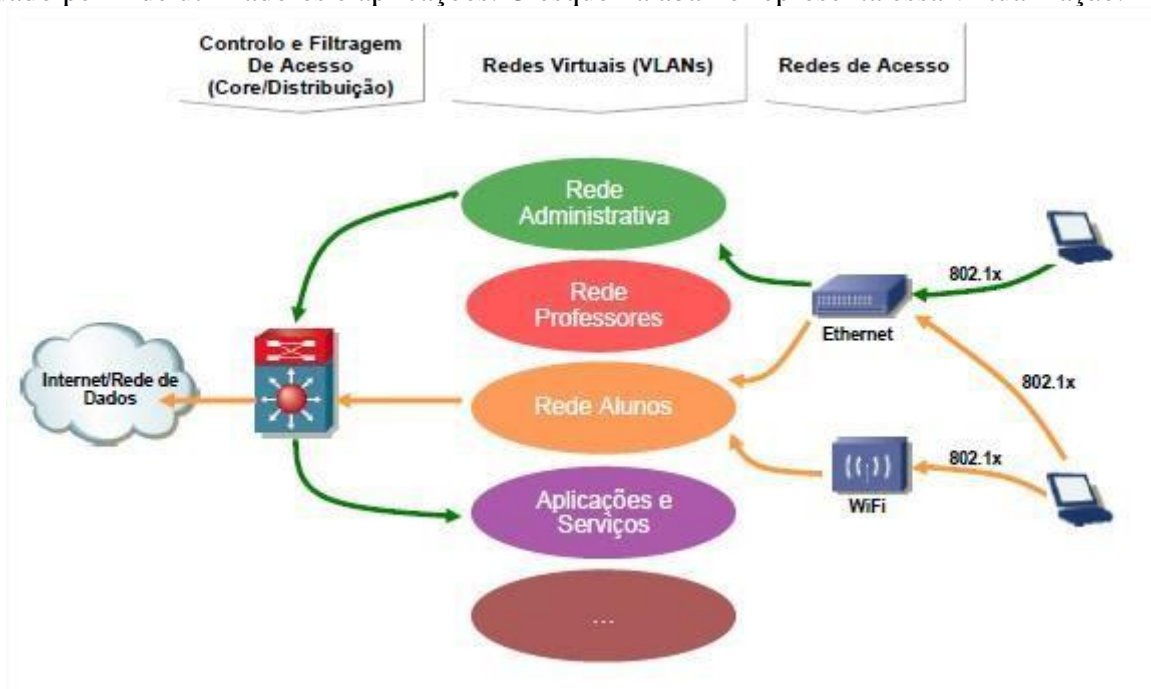 Controlo e Filtragem
De Acesso
(Core/Distribuição)
Redes Virtuais (VLANs)
Redes de Acesso
Rede
Administrativa
802.1x
Rede
Professores
Ethernet
Internet/Rede de
Dados
802.1x
Rede Alunos
802.1x
WiFi
Aplicações e
Serviços
...